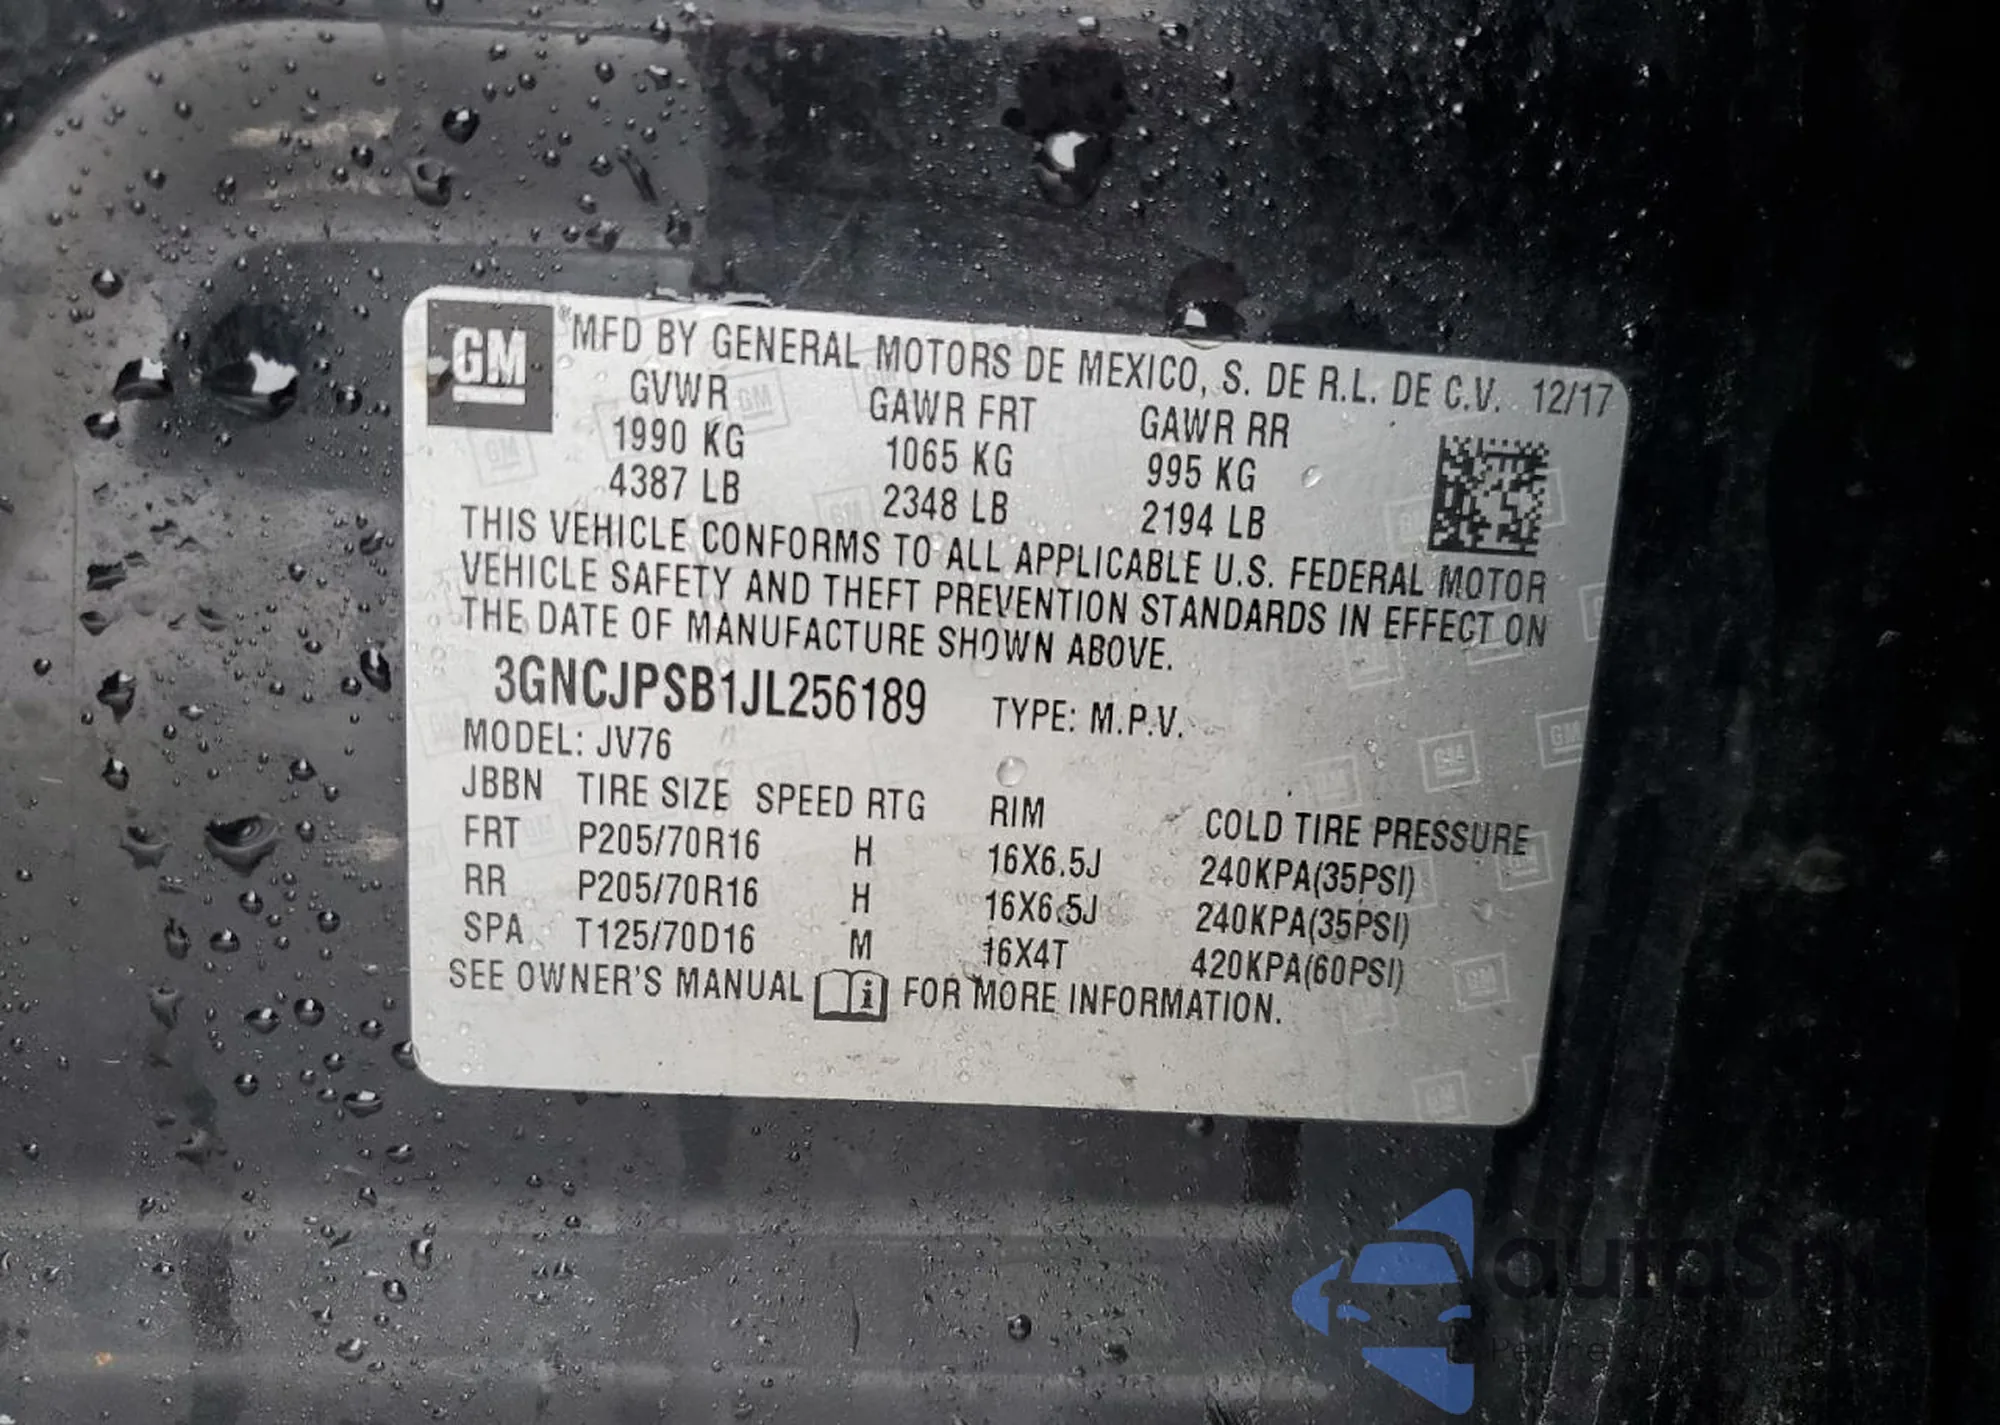 GM ® MFD BY GENERAL MOTORS DE MEXICO, S. DE R.L. DE C.V. 12/17
GVWR GAWR FRT GAWR RR
1990 KG 1065 KG 995 KG
4387 LB 2348 LB 2194 LB
THIS VEHICLE CONFORMS TO ALL APPLICABLE U.S. FEDERAL MOTOR
VEHICLE SAFETY AND THEFT PREVENTION STANDARDS IN EFFECT ON
THE DATE OF MANUFACTURE SHOWN ABOVE.
3GNCJPSB1JL256189 TYPE: M.P.V.
MODEL: JV76
JBBN TIRE SIZE SPEED RTG RIM COLD TIRE PRESSURE
FRT P205/70R16 H 16X6.5J 240KPA(35PSI)
RR P205/70R16 H 16X6.5J 240KPA(35PSI)
SPA T125/70D16 M 16X4T 420KPA(60PSI)
SEE OWNER'S MANUAL i FOR MORE INFORMATION.